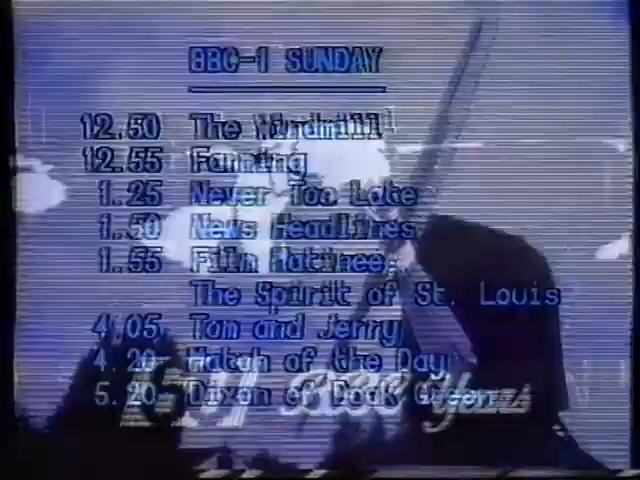 BBC-1 SUNDAY
12.50 The Windmill
12.55 Farming
1.25 Never Too Late
1.50 News Headlines
1.55 Film Matinee:
The Spirit of St. Louis
4.05 Tom and Jerry
4.20 Match of the Day
5.20 Dixon of Dock Green
BBC Years